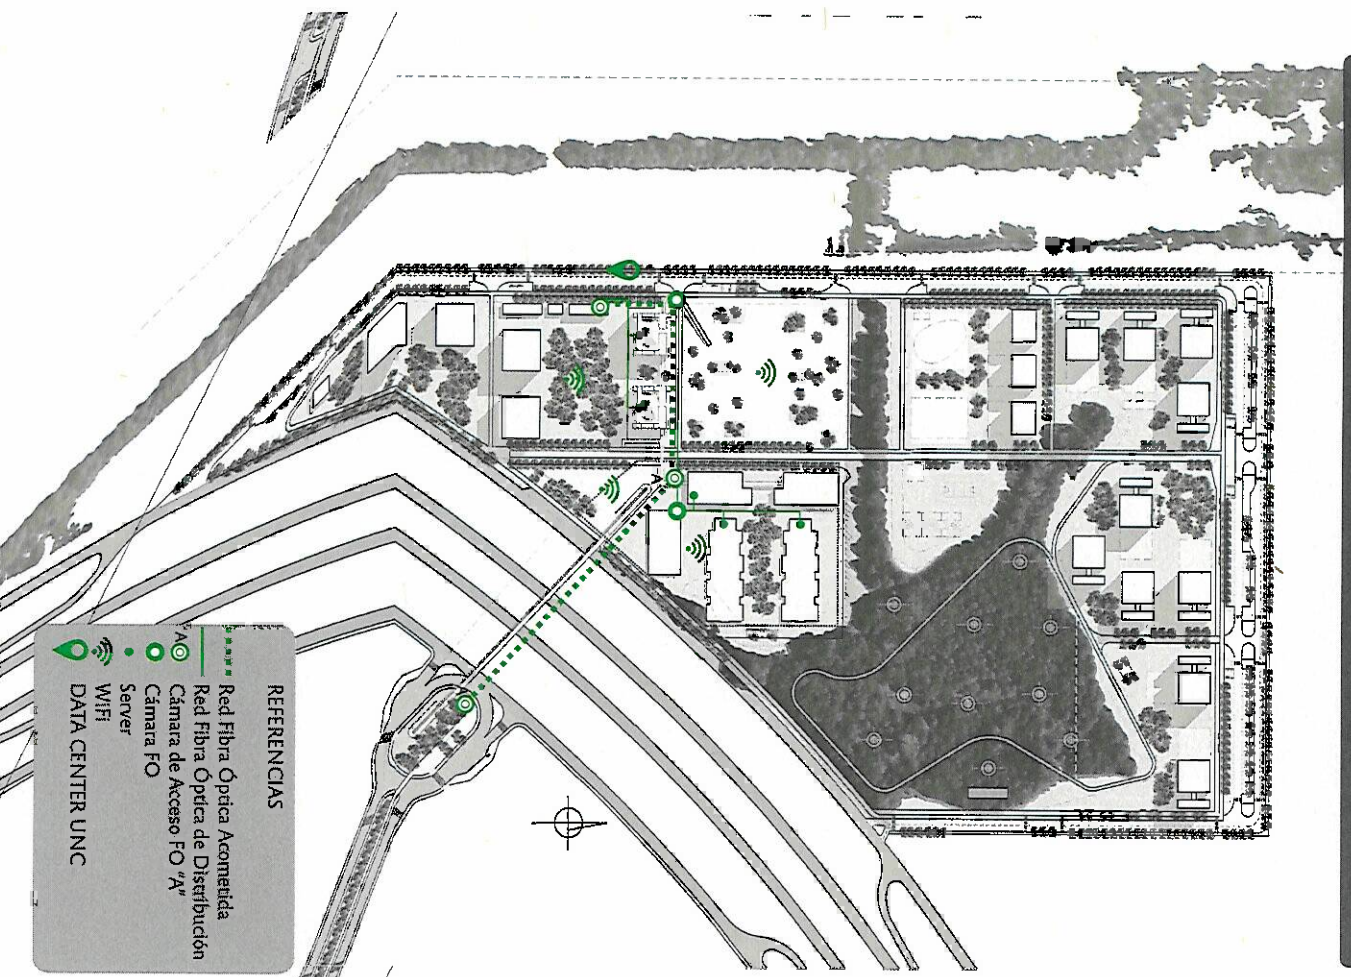 REFERENCIAS
Red Fibra Óptica Acometida
Red Fibra Óptica de Distribución
A
Cámara de Acceso FO "A"
Cámara FO
Server
WIFI
DATA CENTER UNC
A